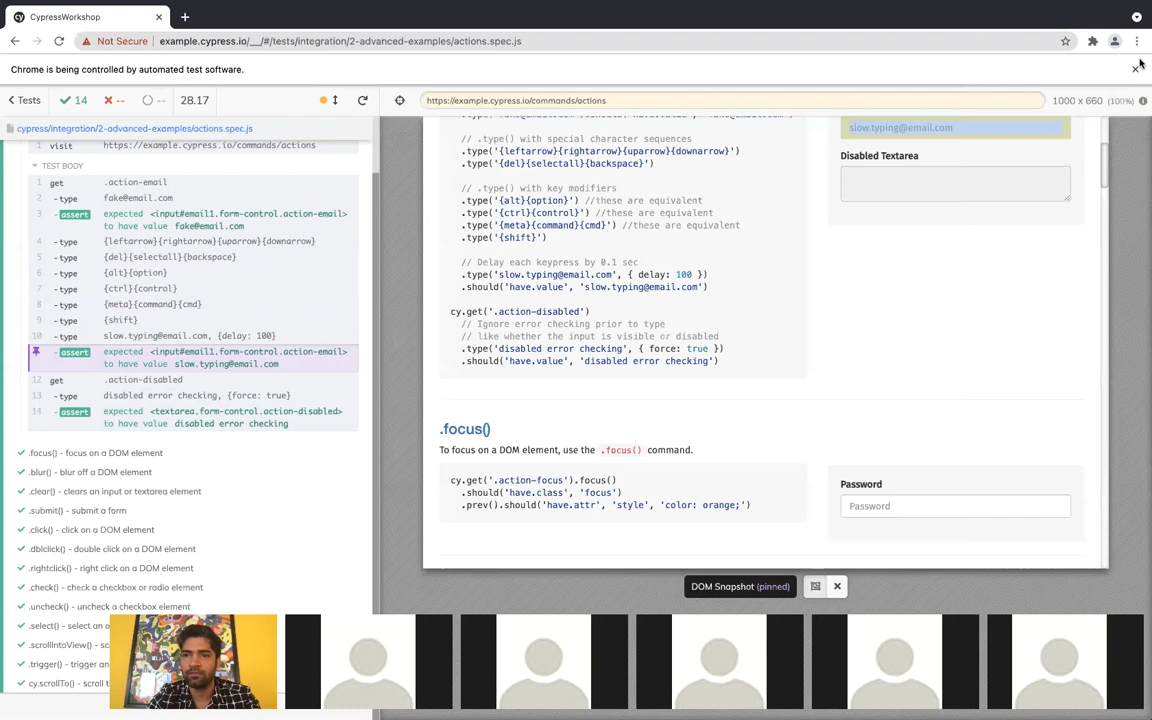 CypressWorkshop
Not Secure example.cypress.io/__/#/tests/integration/2-advanced-examples/actions.spec.js
Chrome is being controlled by automated test software.
Tests 14 -- -- 28.17
https://example.cypress.io/commands/actions
1000 x 660 (100%)
cypress/integration/2-advanced-examples/actions.spec.js
1 visit https://example.cypress.io/commands/actions
TEST BODY
1 get .action-email
2 -type fake@email.com
3 -assert expected <input#email1.form-control.action-email>
to have value fake@email.com
4 -type {leftarrow}{rightarrow}{uparrow}{downarrow}
5 -type {del}{selectall}{backspace}
6 -type {alt}{option}
7 -type {ctrl}{control}
8 -type {meta}{command}{cmd}
9 -type {shift}
10 -type slow.typing@email.com, {delay: 100}
-assert expected <input#email1.form-control.action-email>
to have value slow.typing@email.com
12 get .action-disabled
13 -type disabled error checking, {force: true}
14 -assert expected <textarea.form-control.action-disabled>
to have value disabled error checking
.focus() - focus on a DOM element
.blur() - blur off a DOM element
.clear() - clears an input or textarea element
.submit() - submit a form
.click() - click on a DOM element
.dblclick() - double click on a DOM element
.rightclick() - right click on a DOM element
.check() - check a checkbox or radio element
.uncheck() - uncheck a checkbox element
.select() - select an o
.scrollIntoView() - sc
.trigger() - trigger an
cy.scrollTo() - scroll t
// .type() with special character sequences
.type('{leftarrow}{rightarrow}{uparrow}{downarrow}')
.type('{del}{selectall}{backspace}')
// .type() with key modifiers
.type('{alt}{option}') //these are equivalent
.type('{ctrl}{control}') //these are equivalent
.type('{meta}{command}{cmd}') //these are equivalent
.type('{shift}')
// Delay each keypress by 0.1 sec
.type('slow.typing@email.com', { delay: 100 })
.should('have.value', 'slow.typing@email.com')
cy.get('.action-disabled')
// Ignore error checking prior to type
// like whether the input is visible or disabled
.type('disabled error checking', { force: true })
.should('have.value', 'disabled error checking')
slow.typing@email.com
Disabled Textarea
.focus()
To focus on a DOM element, use the .focus() command.
cy.get('.action-focus').focus()
.should('have.class', 'focus')
.prev().should('have.attr', 'style', 'color: orange;')
Password
Password
DOM Snapshot (pinned)